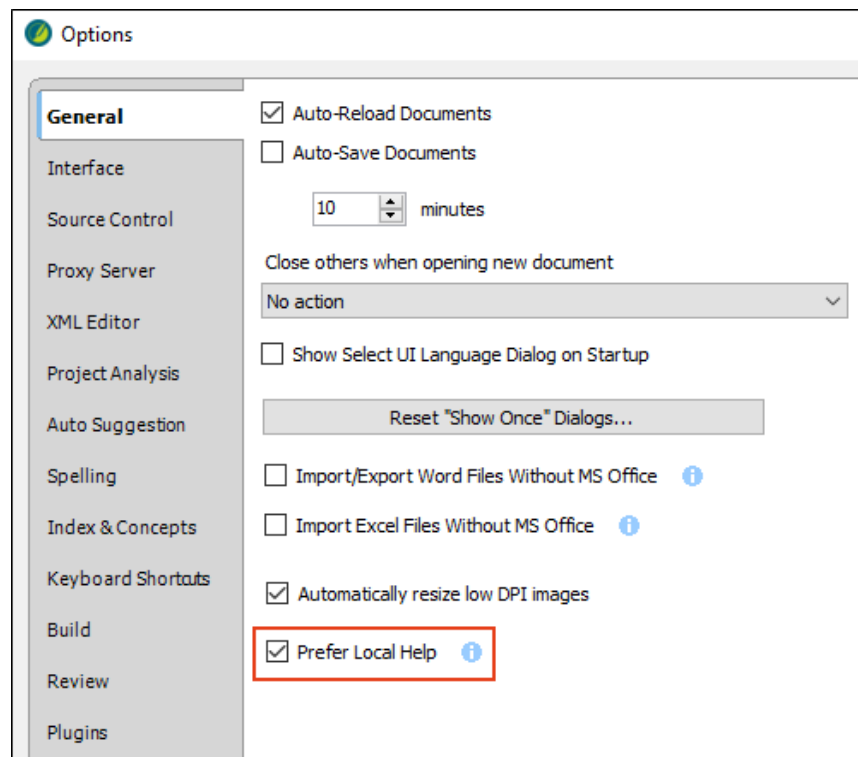 Options
General
Interface
Source Control
Proxy Server
XML Editor
Project Analysis
Auto Suggestion
Spelling
Index & Concepts
Keyboard Shortcuts
Build
Review
Plugins
Auto-Reload Documents
Auto-Save Documents
10 minutes
Close others when opening new document
No action
Show Select UI Language Dialog on Startup
Reset "Show Once" Dialogs...
Import/Export Word Files Without MS Office
Import Excel Files Without MS Office
Automatically resize low DPI images
Prefer Local Help